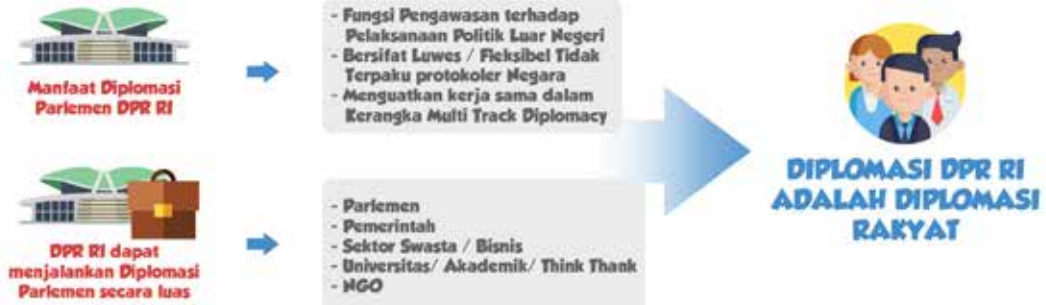 Manfaat Diplomasi
Parlemen DPR RI
- Fungsi Pengawasan terhadap
Pelaksanaan Politik Luar Negeri
- Bersifat Luwes / Fleksibel Tidak
Terpaku protokoler Negara
- Menguatkan kerja sama dalam
Kerangka Multi Track Diplomacy
DPR RI dapat
menjalankan Diplomasi
Parlemen secara luas
- Parlemen
- Pemerintah
- Sektor Swasta / Bisnis
- Universitas/ Akademik/ Think Thank
- NGO
DIPLOMASI DPR RI
ADALAH DIPLOMASI
RAKYAT